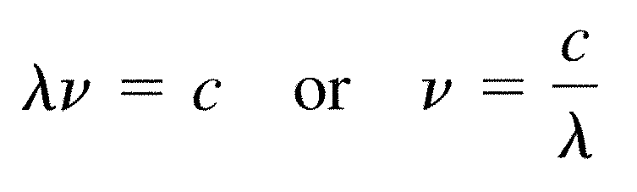 λν = c or ν = c/λ